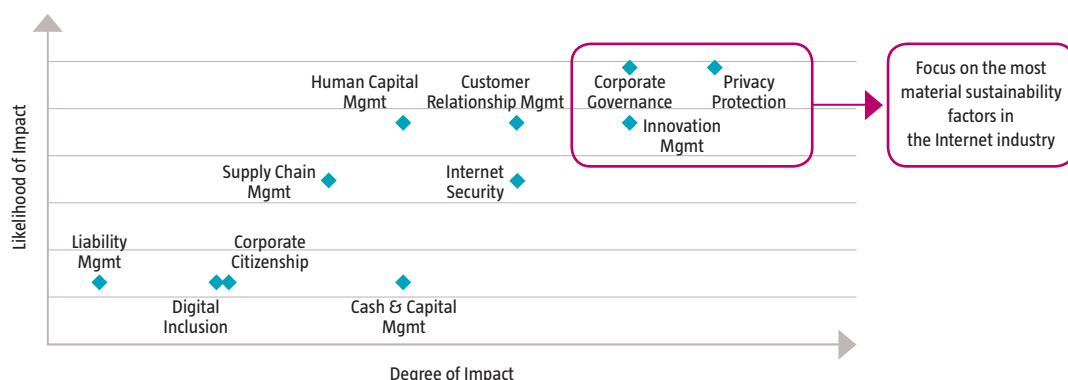 Likelihood of Impact
Human Capital
Mgmt
Customer
Relationship Mgmt
Corporate
Governance
Privacy
Protection
Innovation
Mgmt
Focus on the most
material sustainability
factors in
the Internet industry
Supply Chain
Mgmt
Internet
Security
Liability
Mgmt
Corporate
Citizenship
Digital
Inclusion
Cash & Capital
Mgmt
Degree of Impact